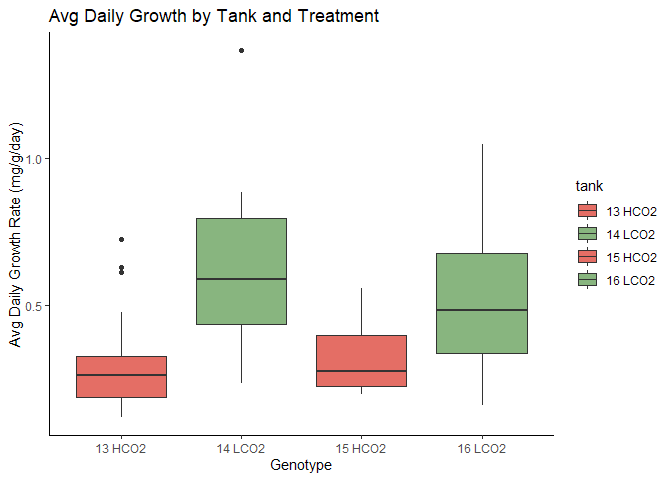 Avg Daily Growth by Tank and Treatment
Avg Daily Growth Rate (mg/g/day)
1.0
0.5
13 HCO2
14 LCO2
15 HCO2
16 LCO2
Genotype
tank
13 HCO2
14 LCO2
15 HCO2
16 LCO2